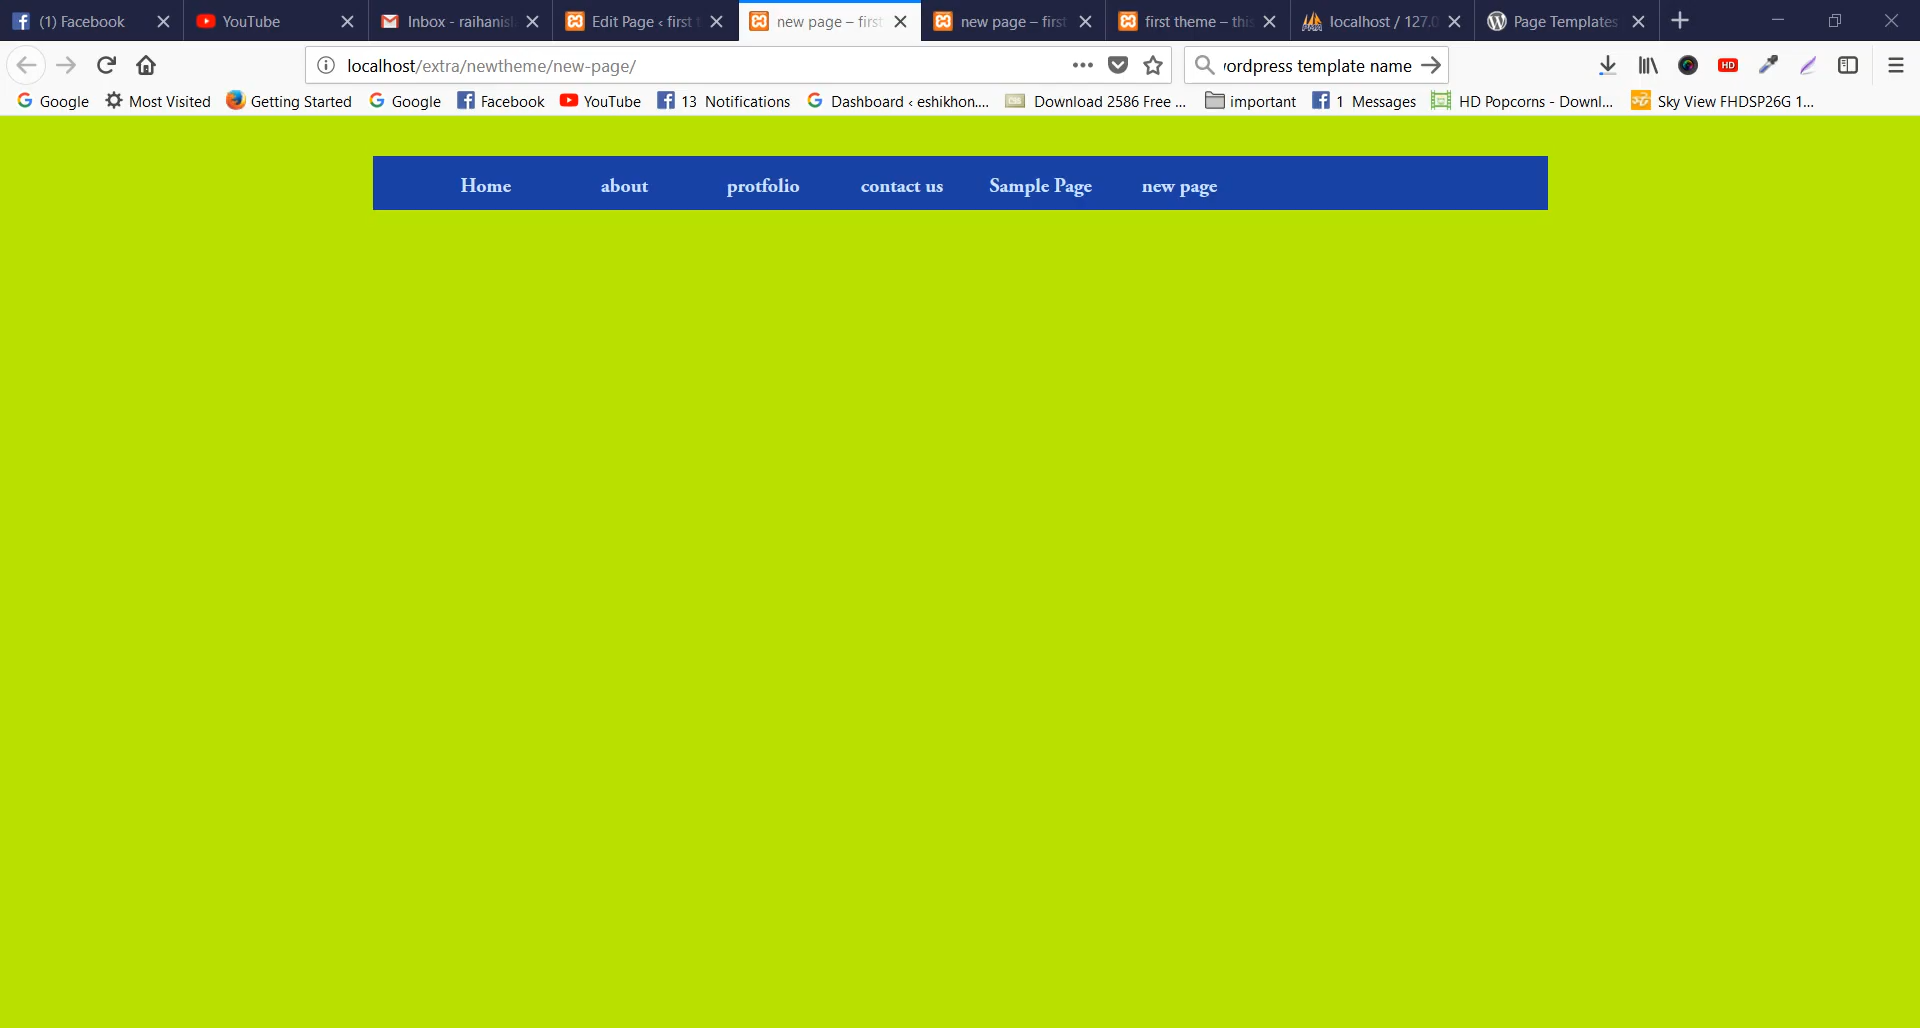 (1) Facebook YouTube Inbox - raihanisl Edit Page ‹ first t new page – first new page – first first theme – this localhost / 127.0 Page Templates
localhost/extra/newtheme/new-page/ wordpress template name HD
Google Most Visited Getting Started Google Facebook YouTube 13 Notifications Dashboard ‹ eshikhon.... Download 2586 Free ... important 1 Messages HD Popcorns - Downl... Sky View FHDSP26G 1...
Home about protfolio contact us Sample Page new page